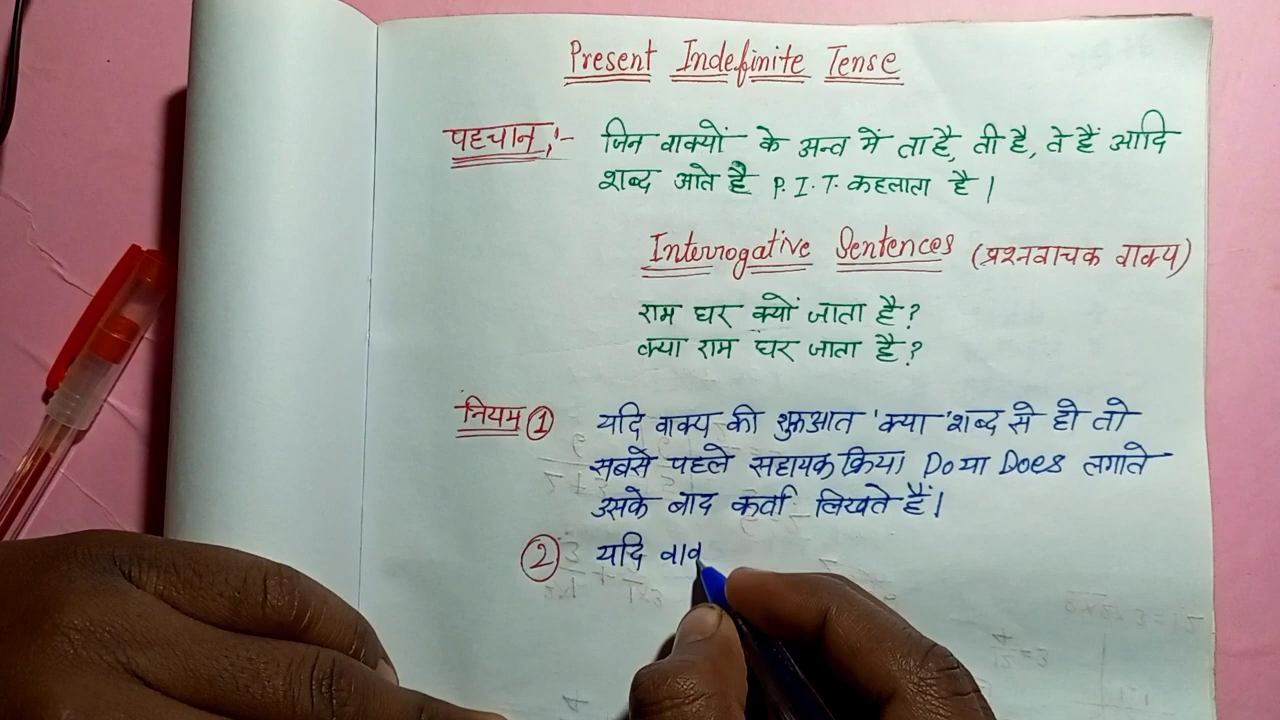 Present Indefinite Tense
पहचान :- जिन वाक्यों के अन्त में ता है, ती है, ते हैं आदि
शब्द आते है P.I.T. कहलाता है।
Interrogative Sentences (प्रश्नवाचक वाक्य)
राम घर क्यों जाता है?
क्या राम घर जाता है?
नियम ① यदि वाक्य की शुरुआत 'क्या' शब्द से हो तो
सबसे पहले सहायक क्रिया Do या Does लगाते
उसके बाद कर्ता लिखते हैं।
② यदि